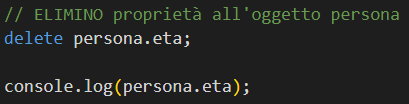 // ELIMINO proprietà all'oggetto persona
delete persona.eta;
console.log(persona.eta);